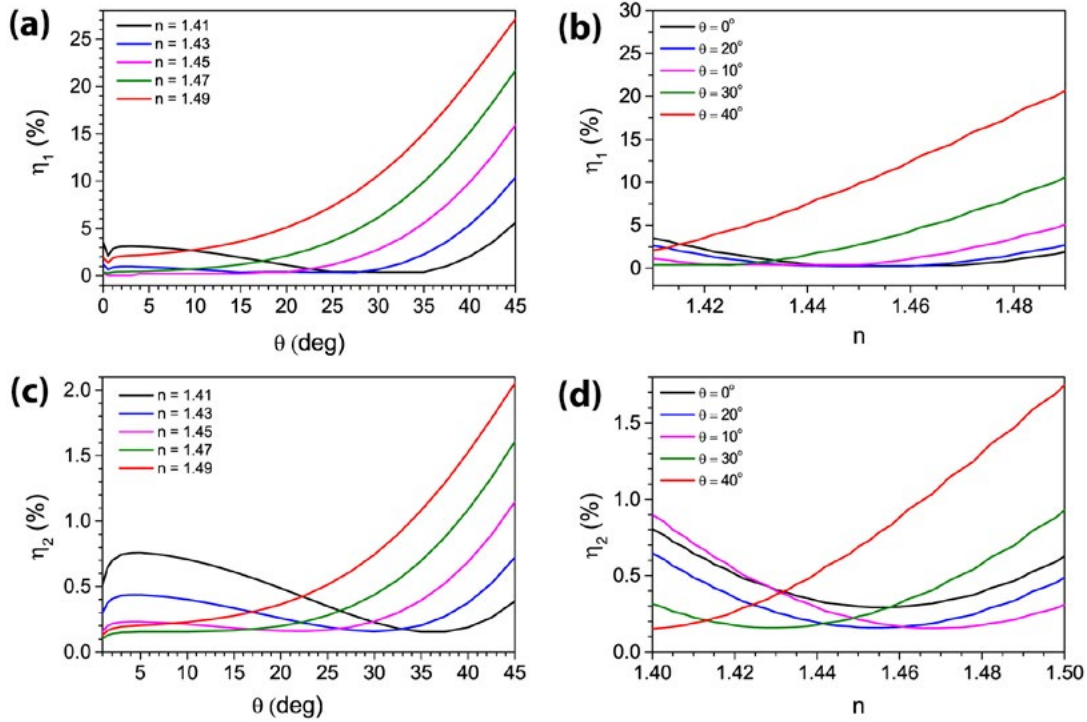 (a)
n = 1.41
n = 1.43
n = 1.45
n = 1.47
n = 1.49
25
20
15
10
5
0
η₁ (%)
0 5 10 15 20 25 30 35 40 45
θ (deg)
(b)
θ = 0°
θ = 20°
θ = 10°
θ = 30°
θ = 40°
30
25
20
15
10
5
0
η₁ (%)
1.42 1.44 1.46 1.48
n
(c)
n = 1.41
n = 1.43
n = 1.45
n = 1.47
n = 1.49
2.0
1.5
1.0
0.5
0.0
η₂ (%)
5 10 15 20 25 30 35 40 45
θ (deg)
(d)
θ = 0°
θ = 20°
θ = 10°
θ = 30°
θ = 40°
1.5
1.0
0.5
0.0
η₂ (%)
1.40 1.42 1.44 1.46 1.48 1.50
n